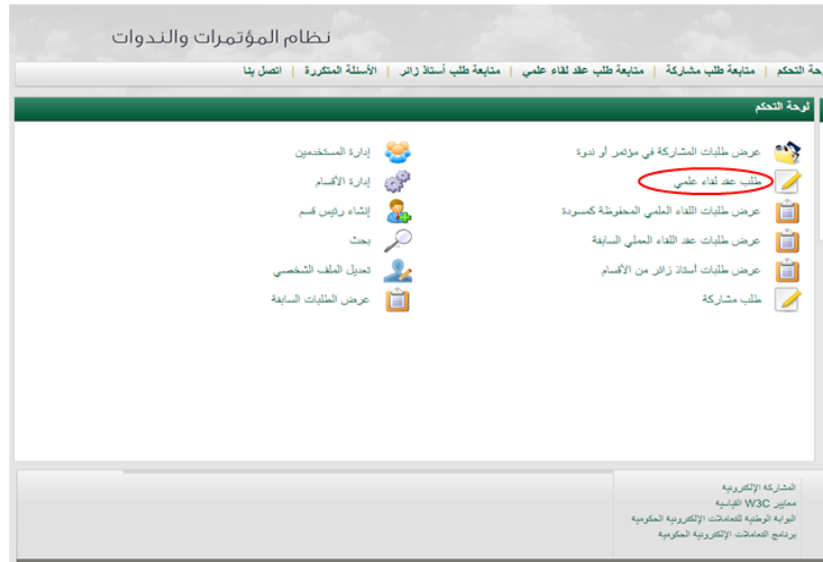 نظام المؤتمرات والندوات
التحكم | متابعة طلب مشاركة | متابعة طلب عقد لقاء علمي | متابعة طلب أستاذ زائر | الأسئلة المتكررة | اتصل بنا
لوحة التحكم
عرض طلبات المشاركة في مؤتمر أو ندوة
طلب عقد لقاء علمي
عرض طلبات اللقاء العلمي المحفوظة كمسودة
عرض طلبات عقد اللقاء العملي السابقة
عرض طلبات أستاذ زائر من الأقسام
طلب مشاركة
إدارة المستخدمين
إدارة الأقسام
إنشاء رئيس قسم
بحث
تعديل الملف الشخصي
عرض الطلبات السابقة
المشاركة الإلكترونية
معايير W3C القياسية
البوابة الوطنية للتعاملات الإلكترونية الحكومية
برنامج التعاملات الإلكترونية الحكومية